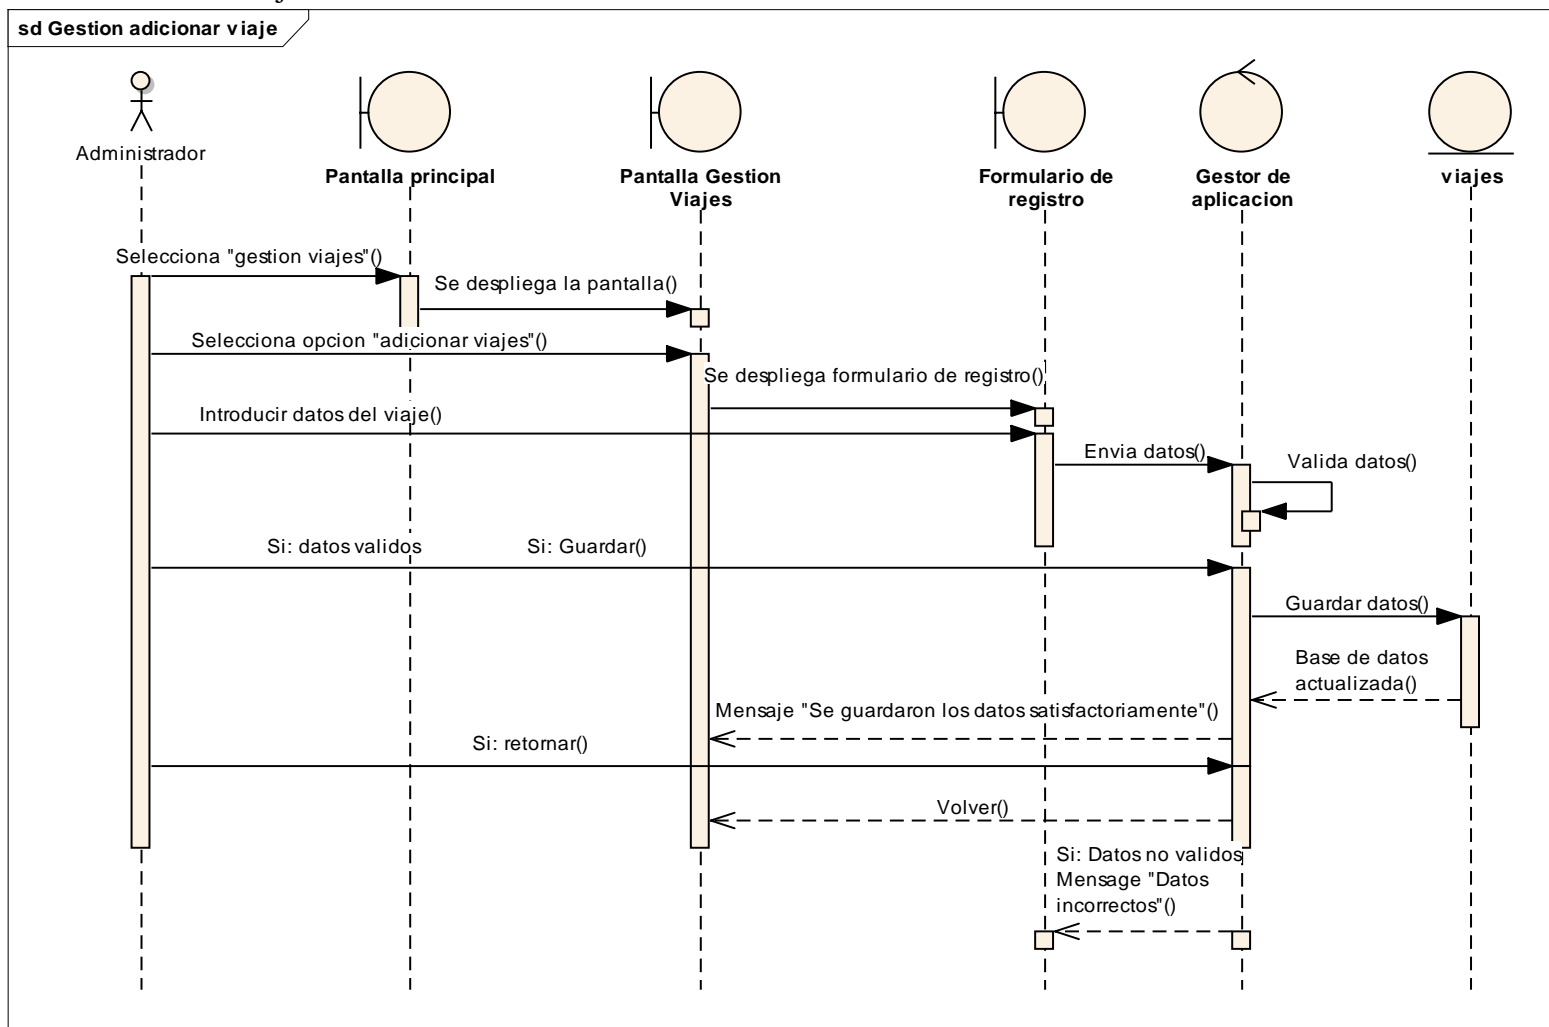 sd Gestion adicionar viaje
Administrador
Pantalla principal
Pantalla Gestion
Viajes
Formulario de
registro
Gestor de
aplicacion
viajes
Selecciona "gestion viajes"()
Se despliega la pantalla()
Selecciona opcion "adicionar viajes"()
Se despliega formulario de registro()
Introducir datos del viaje()
Envia datos()
Valida datos()
Si: datos validos
Si: Guardar()
Guardar datos()
Base de datos
actualizada()
Mensaje "Se guardaron los datos satisfactoriamente"()
Si: retornar()
Volver()
Si: Datos no validos
Mensage "Datos
incorrectos"()